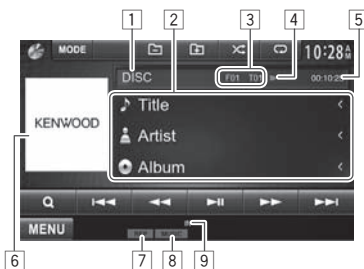 1 2 3 4 5
MODE 10:28 AM
DISC F01 T01 00:10:25
KENWOOD
Title
Artist
Album
MENU
6 7 8 9